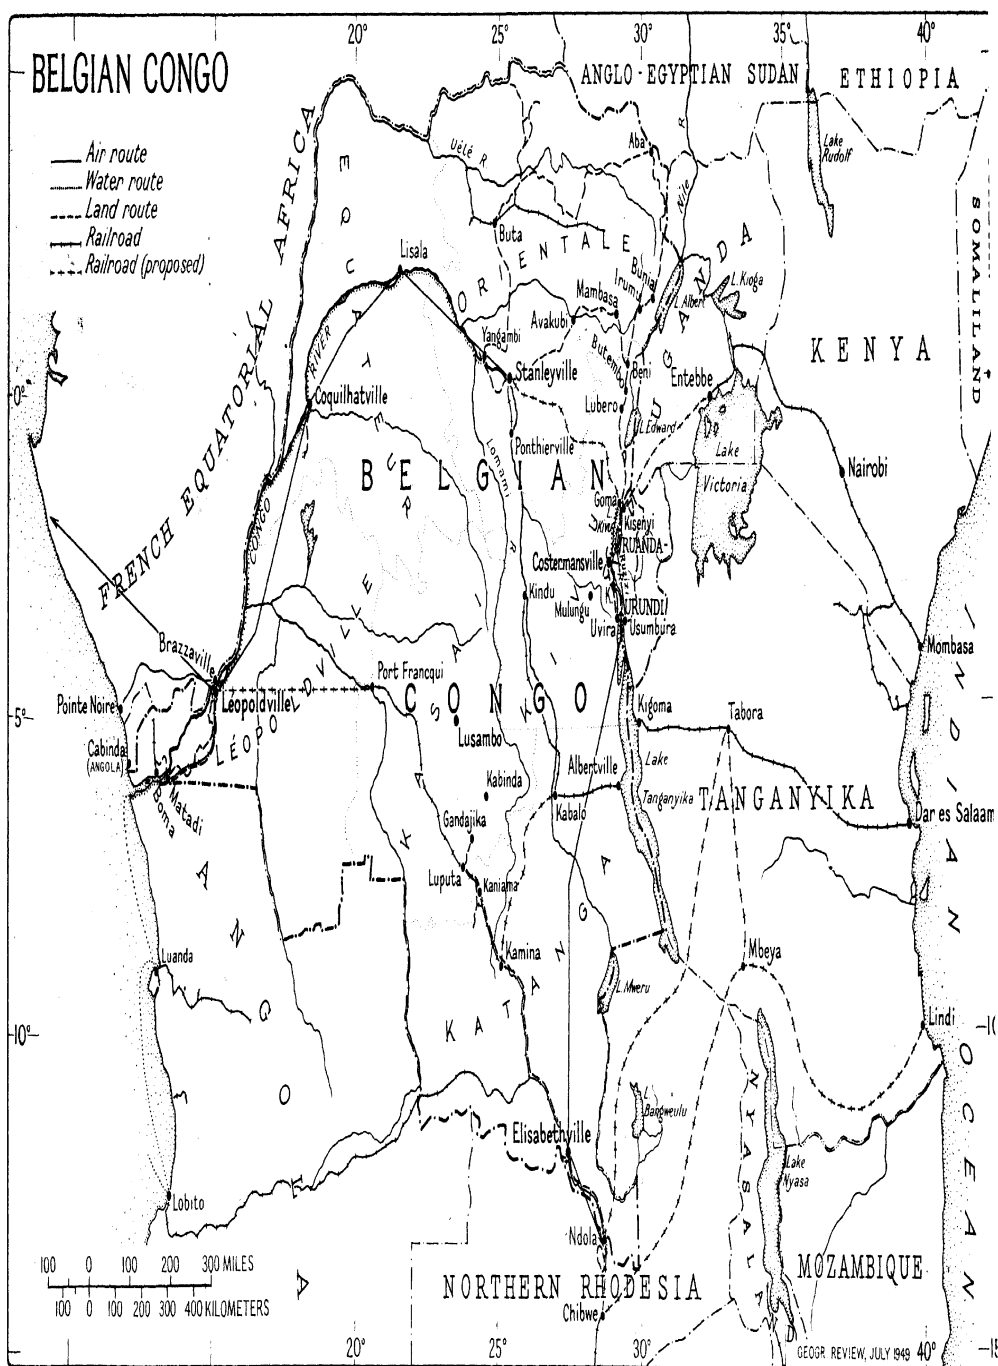 20°
25°
30°
35°
40°
BELGIAN CONGO
ANGLO-EGYPTIAN SUDAN
ETHIOPIA
Air route
Water route
Land route
Railroad
Railroad (proposed)
FRENCH EQUATORIAL AFRICA
EQUATEUR
Uélé R
Aba
Nile R
Lake
Rudolf
SOMALILAND
Buta
ORIENTALE
UGANDA
Lisala
Bunia
Irumu
Mambasa
L. Albert
L. Kioga
Avakubi
Yangambi
KENYA
Butembo
Beni
Stanleyville
Entebbe
0°
CONGO RIVER
Coquilhatville
Lubero
L. Edward
Ponthierville
Lake
Victoria
Nairobi
BELGIAN
Lomami R
Goma
L. Kivu
Kisenyi
RUANDA-
Costermansville
Kindu
Mulungu
URUNDI
Uvira
Usumbura
Mombasa
Brazzaville
Port Francqui
CONGO
Pointe Noire
5°
Léopoldville
LÉOPOLDVILLE
KASAI
Kigoma
Tabora
Lusambo
Cabinda
(ANGOLA)
Albertville
Lake
Tanganyika
TANGANYIKA
Boma
Matadi
Kabinda
Kabalo
Dar es Salaam
Gandajika
Luputa
Kaniama
ANGOLA
Kamina
Luanda
Mbeya
L. Mweru
KATANGA
Lindi
10°
INDIAN OCEAN
L.
Bangweulu
NYASALAND
Elisabethville
Lake
Nyasa
Lobito
Ndola
100 0 100 200 300 MILES
100 0 100 200 300 400 KILOMETERS
NORTHERN RHODESIA
MOZAMBIQUE
Chibwe
20°
25°
30°
GEOGR. REVIEW, JULY 1949
40°